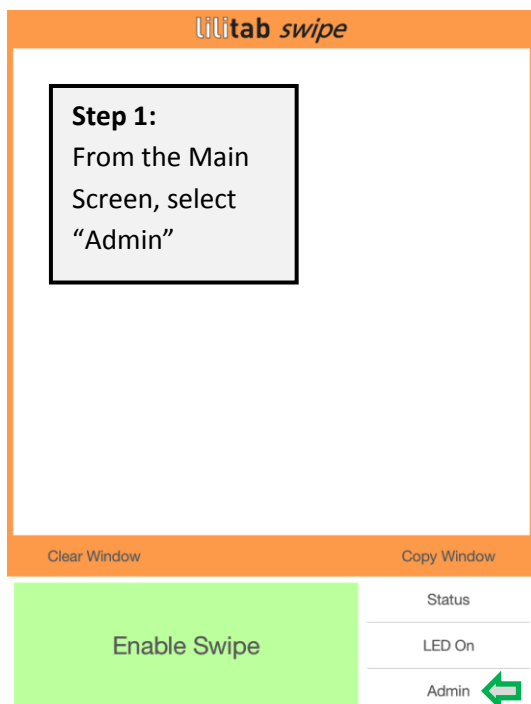 lilitab swipe
Step 1:
From the Main
Screen, select
“Admin”
Clear Window
Copy Window
Enable Swipe
Status
LED On
Admin